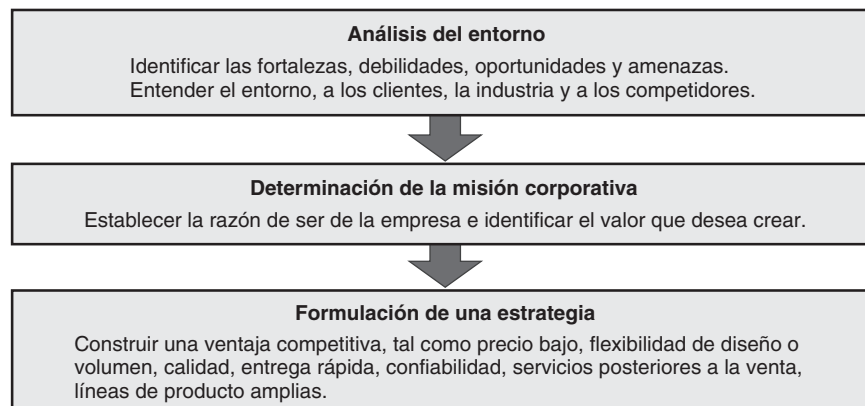 Análisis del entorno
Identificar las fortalezas, debilidades, oportunidades y amenazas.
Entender el entorno, a los clientes, la industria y a los competidores.
Determinación de la misión corporativa
Establecer la razón de ser de la empresa e identificar el valor que desea crear.
Formulación de una estrategia
Construir una ventaja competitiva, tal como precio bajo, flexibilidad de diseño o
volumen, calidad, entrega rápida, confiabilidad, servicios posteriores a la venta,
líneas de producto amplias.